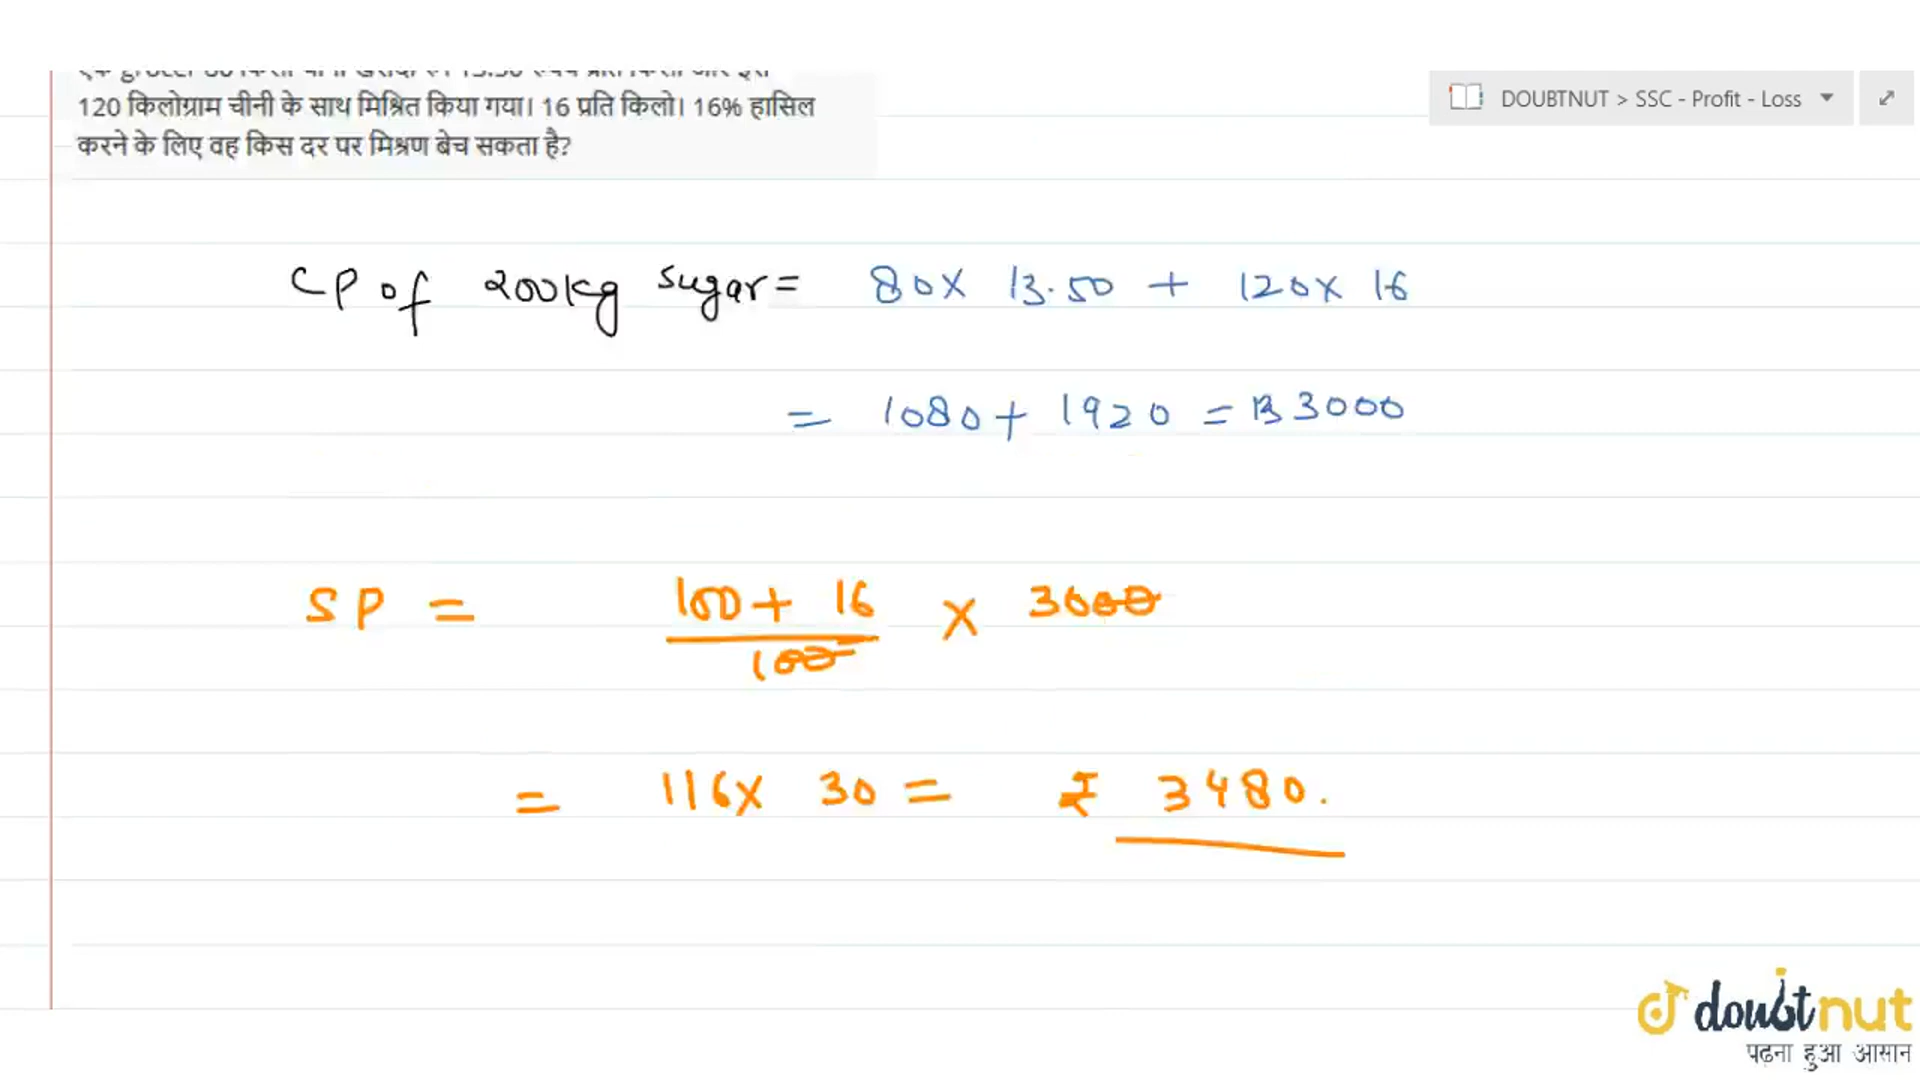 120 किलोग्राम चीनी के साथ मिश्रित किया गया। 16 प्रति किलो। 16% हासिल
करने के लिए वह किस दर पर मिश्रण बेच सकता है?
DOUBTNUT > SSC - Profit - Loss
CP of 200kg sugar = 80 x 13.50 + 120 x 16
= 1080 + 1920 = 3000
SP = 100 + 16 x 3000
100
= 116 x 30 = ₹ 3480.
doubtnut
पढ़ना हुआ आसान